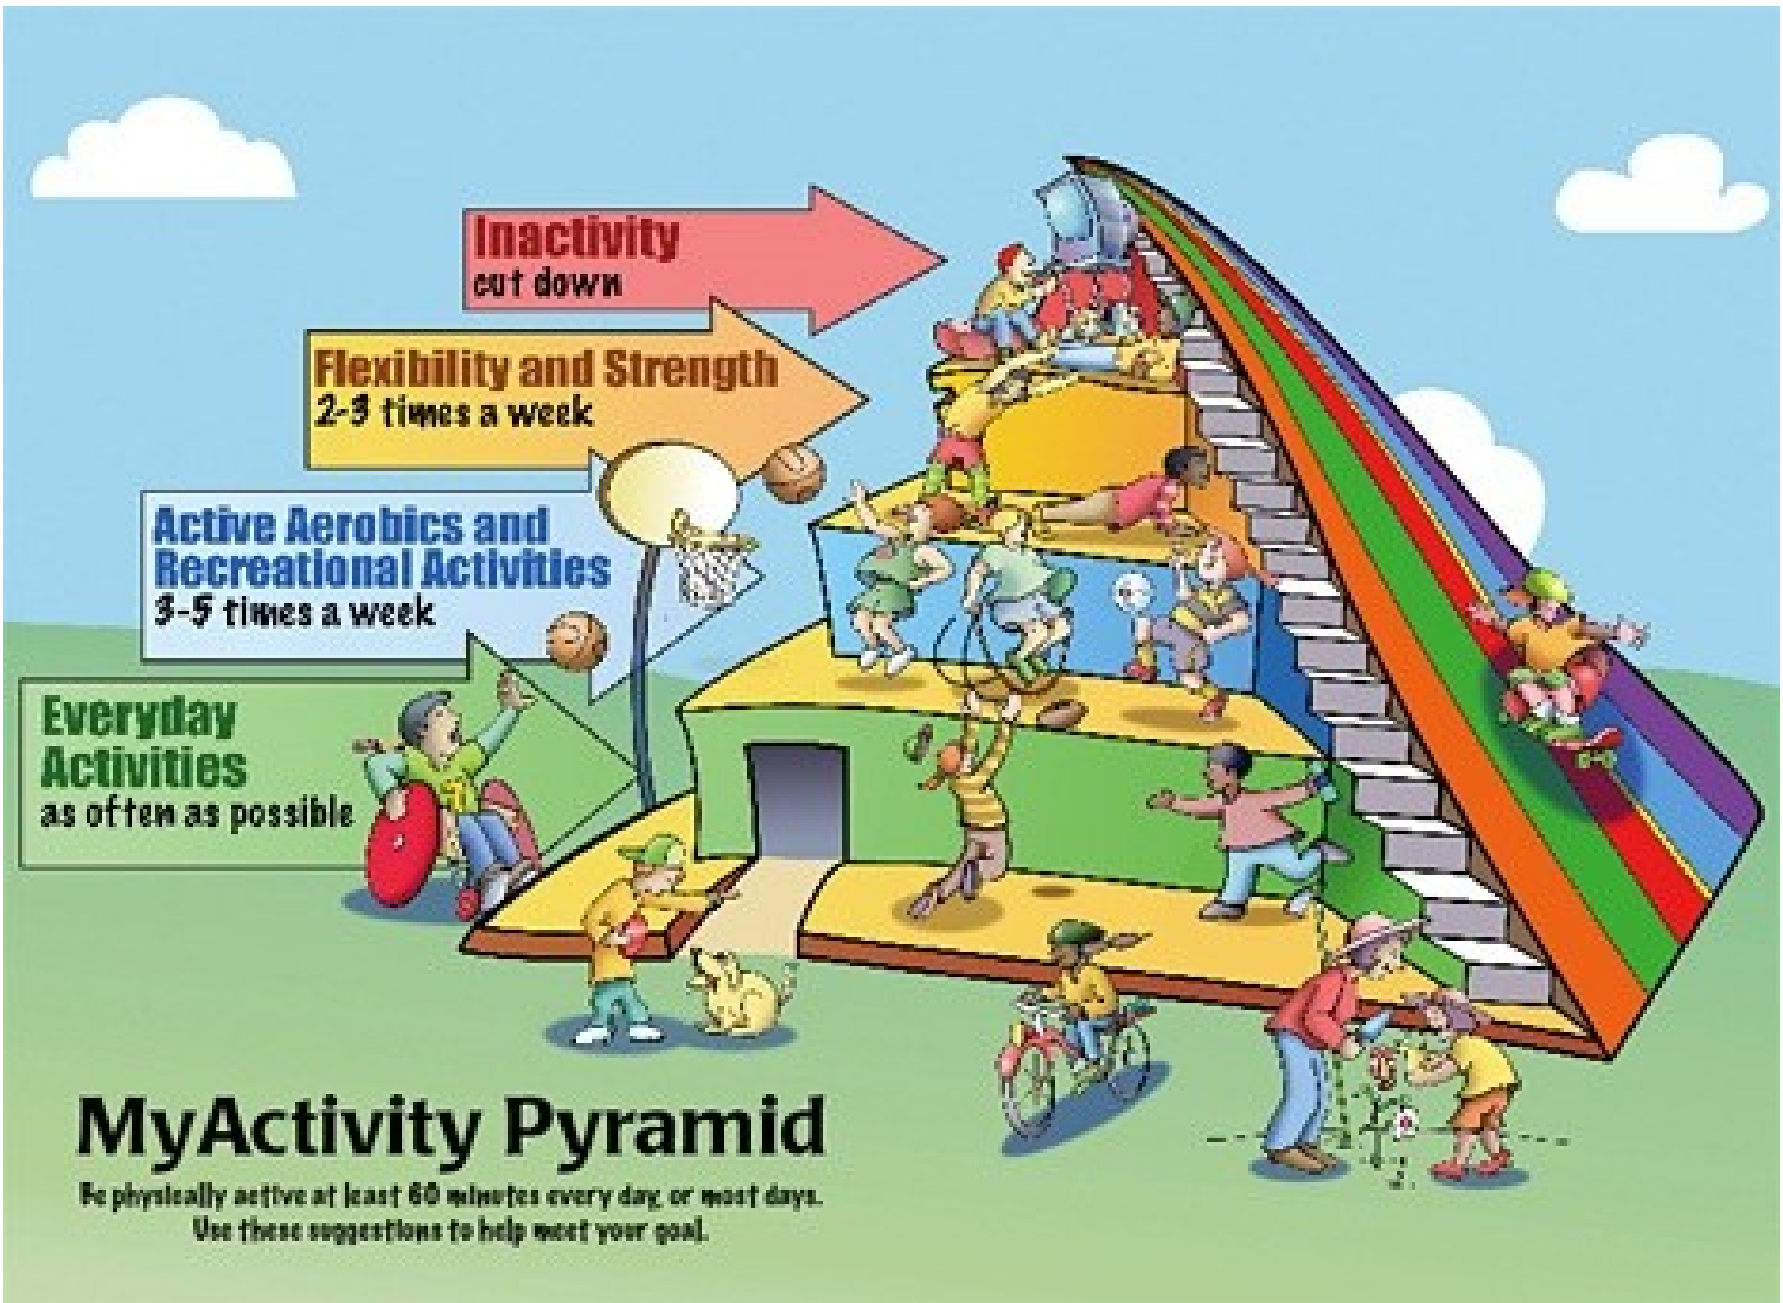 Inactivity
cut down
Flexibility and Strength
2-3 times a week
Active Aerobics and
Recreational Activities
3-5 times a week
Everyday
Activities
as often as possible
MyActivity Pyramid
Be physically active at least 60 minutes every day, or most days.
Use these suggestions to help meet your goal.